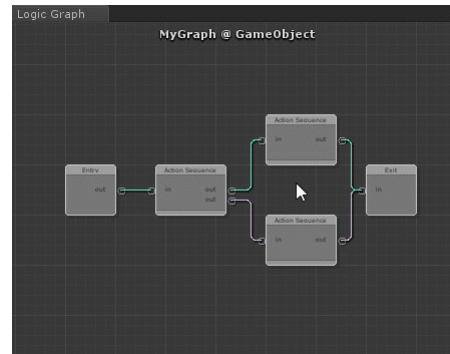 Logic Graph
MyGraph @ GameObject
Action Sequence
in out
Entry
out
Action Sequence
in out
out
Exit
in
Action Sequence
in out